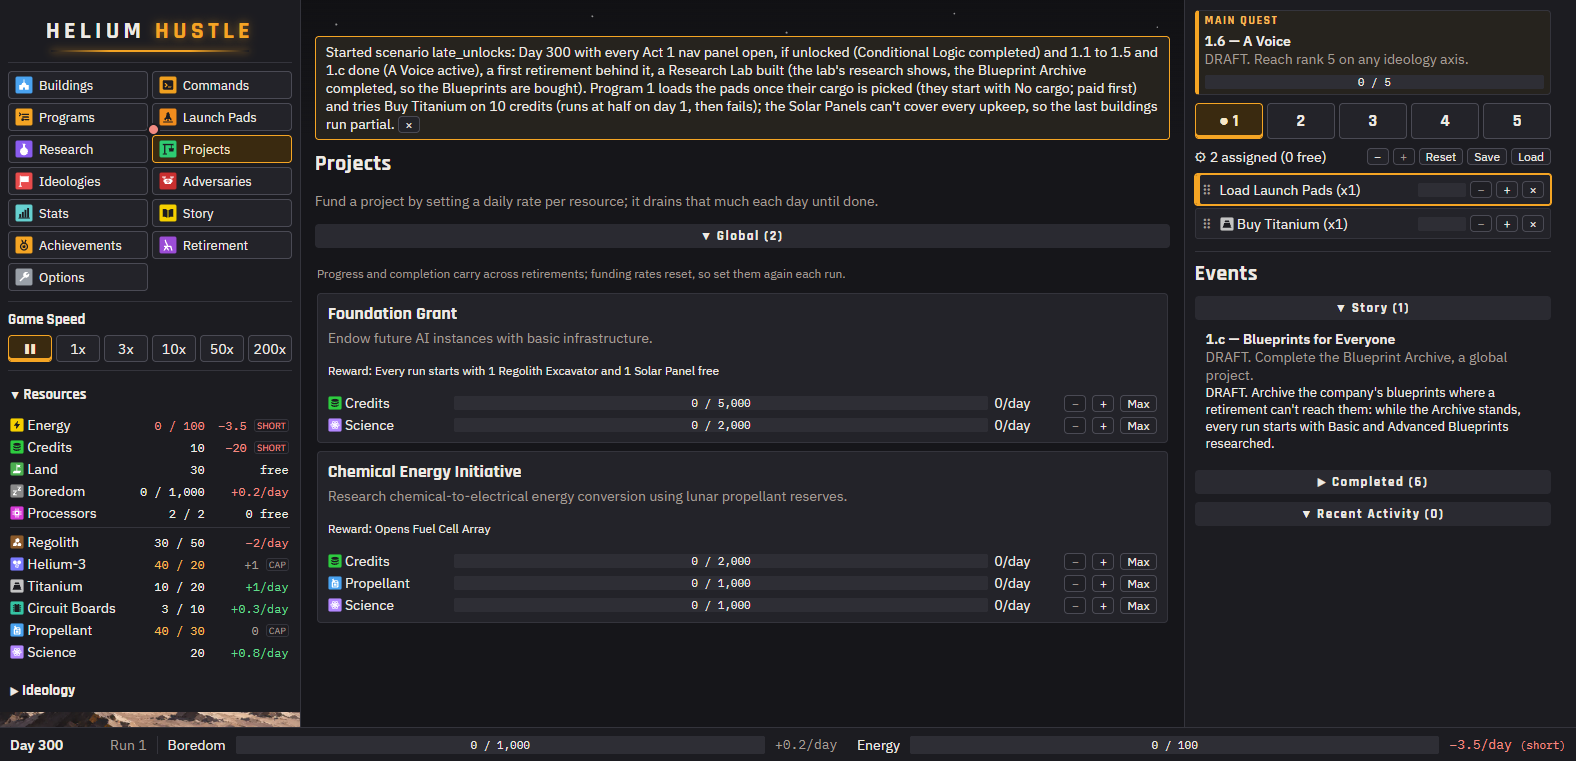 HELIUM HUSTLE
Buildings
Commands
Programs
Launch Pads
Research
Projects
Ideologies
Adversaries
Stats
Story
Achievements
Retirement
Options
Game Speed
1x
3x
10x
50x
200x
▼ Resources
Energy 0 / 100 −3.5 SHORT
Credits 10 −20 SHORT
Land 30 free
Boredom 0 / 1,000 +0.2/day
Processors 2 / 2 0 free
Regolith 30 / 50 −2/day
Helium-3 40 / 20 +1 CAP
Titanium 10 / 20 +1/day
Circuit Boards 3 / 10 +0.3/day
Propellant 40 / 30 0 CAP
Science 20 +0.8/day
▶ Ideology
Started scenario late_unlocks: Day 300 with every Act 1 nav panel open, if unlocked (Conditional Logic completed) and 1.1 to 1.5 and
1.c done (A Voice active), a first retirement behind it, a Research Lab built (the lab's research shows, the Blueprint Archive
completed, so the Blueprints are bought). Program 1 loads the pads once their cargo is picked (they start with No cargo; paid first)
and tries Buy Titanium on 10 credits (runs at half on day 1, then fails); the Solar Panels can't cover every upkeep, so the last buildings
run partial. ×
Projects
Fund a project by setting a daily rate per resource; it drains that much each day until done.
▼ Global (2)
Progress and completion carry across retirements; funding rates reset, so set them again each run.
Foundation Grant
Endow future AI instances with basic infrastructure.
Reward: Every run starts with 1 Regolith Excavator and 1 Solar Panel free
Credits 0 / 5,000 0/day − + Max
Science 0 / 2,000 0/day − + Max
Chemical Energy Initiative
Research chemical-to-electrical energy conversion using lunar propellant reserves.
Reward: Opens Fuel Cell Array
Credits 0 / 2,000 0/day − + Max
Propellant 0 / 1,000 0/day − + Max
Science 0 / 1,000 0/day − + Max
MAIN QUEST
1.6 — A Voice
DRAFT. Reach rank 5 on any ideology axis.
0 / 5
● 1
2
3
4
5
⚙ 2 assigned (0 free) − + Reset Save Load
Load Launch Pads (x1) − + ×
Buy Titanium (x1) − + ×
Events
▼ Story (1)
1.c — Blueprints for Everyone
DRAFT. Complete the Blueprint Archive, a global
project.
DRAFT. Archive the company's blueprints where a
retirement can't reach them: while the Archive stands,
every run starts with Basic and Advanced Blueprints
researched.
▶ Completed (6)
▼ Recent Activity (0)
Day 300 Run 1 Boredom 0 / 1,000 +0.2/day Energy 0 / 100 −3.5/day (short)